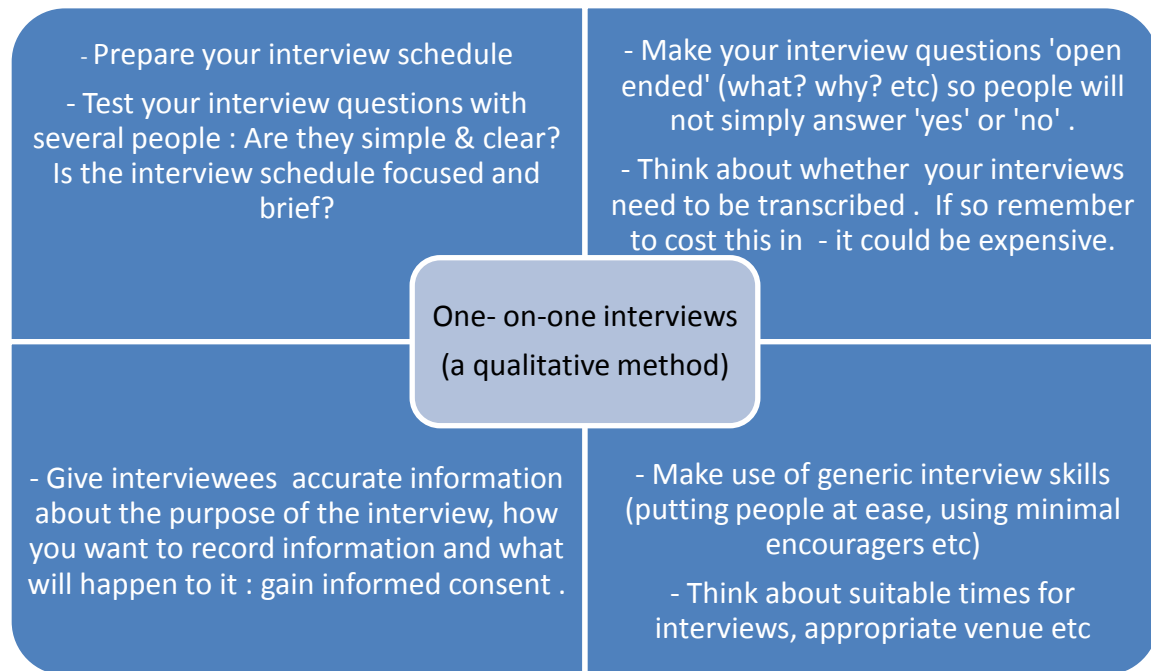 - Prepare your interview schedule
- Test your interview questions with
several people : Are they simple & clear?
Is the interview schedule focused and
brief?
- Make your interview questions 'open
ended' (what? why? etc) so people will
not simply answer 'yes' or 'no' .
- Think about whether your interviews
need to be transcribed . If so remember
to cost this in - it could be expensive.
One- on-one interviews
(a qualitative method)
- Give interviewees accurate information
about the purpose of the interview, how
you want to record information and what
will happen to it : gain informed consent .
- Make use of generic interview skills
(putting people at ease, using minimal
encouragers etc)
- Think about suitable times for
interviews, appropriate venue etc